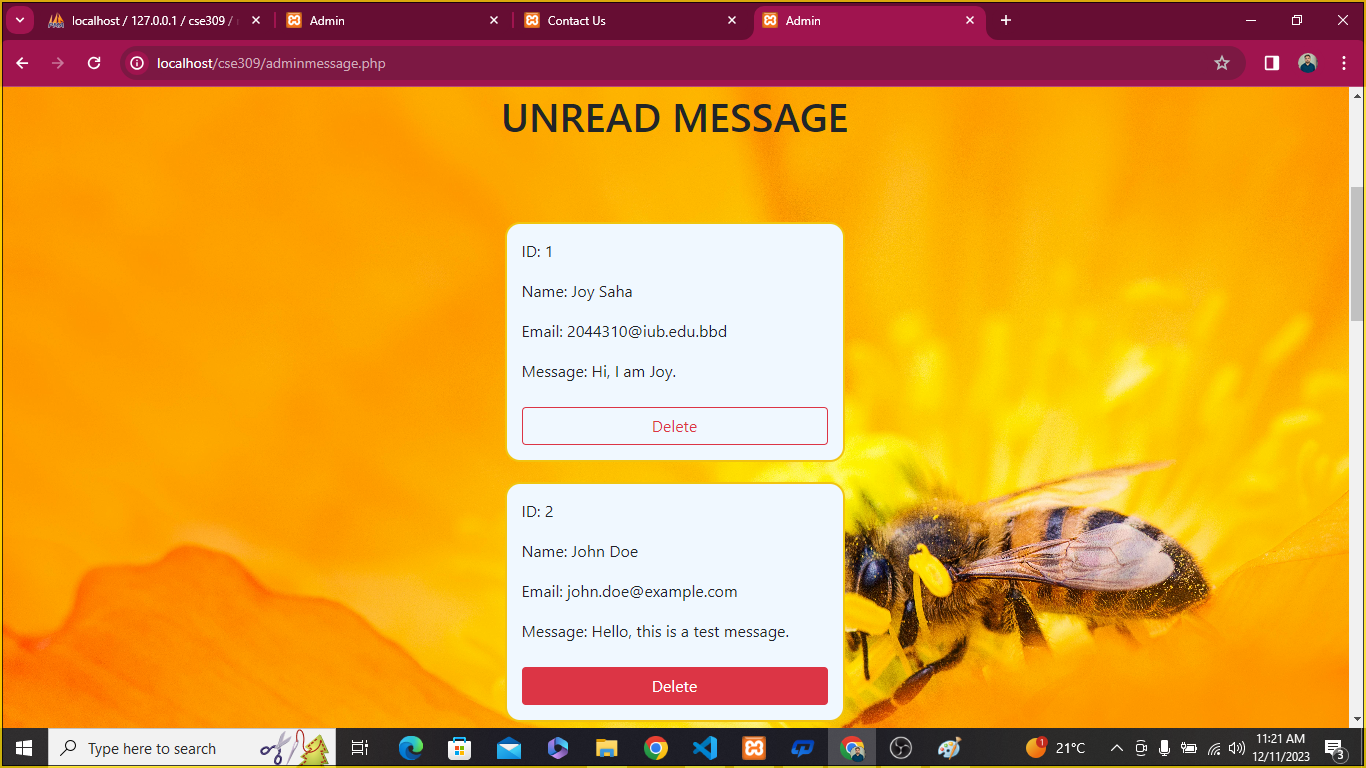 localhost / 127.0.0.1 / cse309 /
Admin
Contact Us
Admin
localhost/cse309/adminmessage.php
UNREAD MESSAGE
ID: 1
Name: Joy Saha
Email: 2044310@iub.edu.bbd
Message: Hi, I am Joy.
Delete
ID: 2
Name: John Doe
Email: john.doe@example.com
Message: Hello, this is a test message.
Delete
Type here to search
1
21°C
11:21 AM
12/11/2023
3